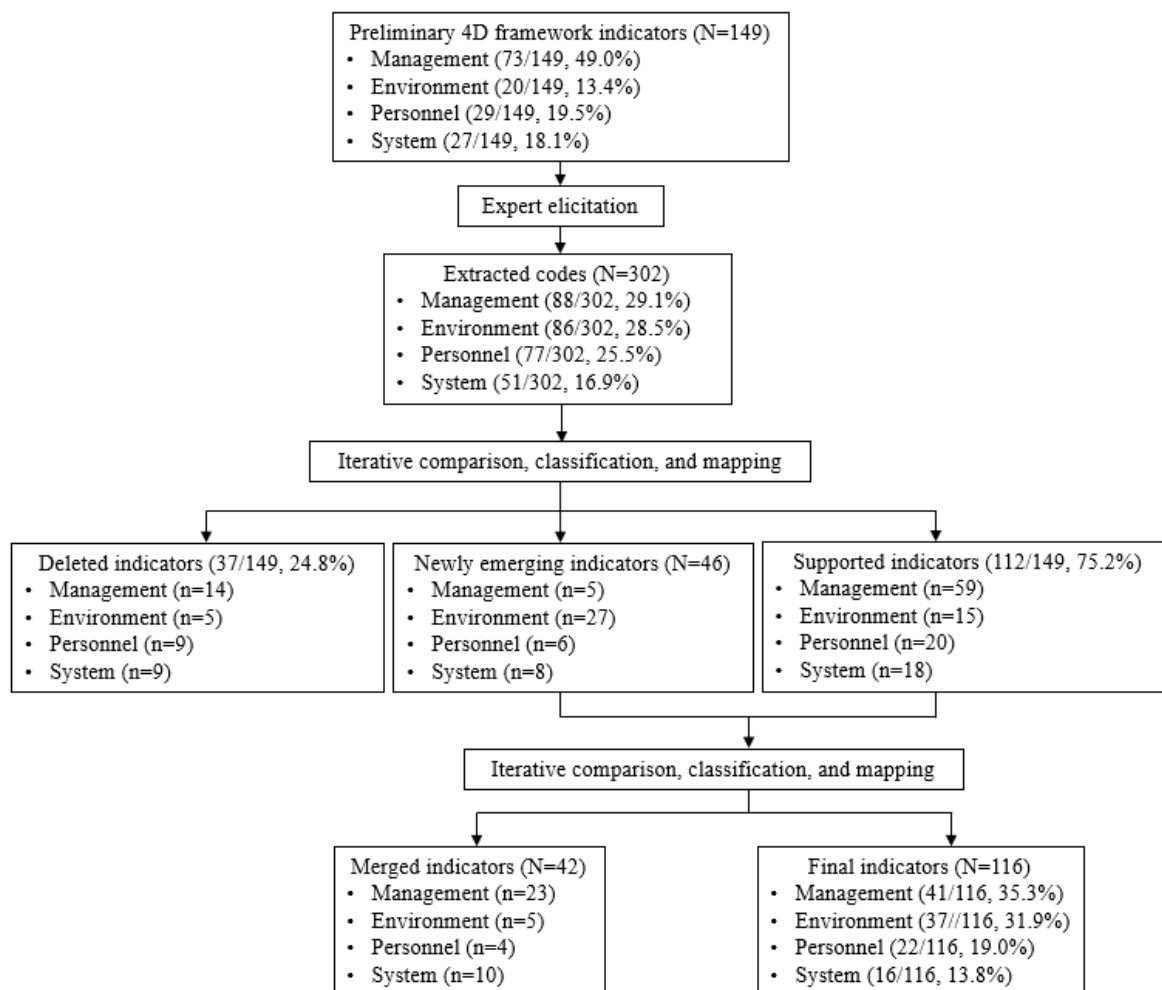 Preliminary 4D framework indicators (N=149)
• Management (73/149, 49.0%)
• Environment (20/149, 13.4%)
• Personnel (29/149, 19.5%)
• System (27/149, 18.1%)
Expert elicitation
Extracted codes (N=302)
• Management (88/302, 29.1%)
• Environment (86/302, 28.5%)
• Personnel (77/302, 25.5%)
• System (51/302, 16.9%)
Iterative comparison, classification, and mapping
Deleted indicators (37/149, 24.8%)
• Management (n=14)
• Environment (n=5)
• Personnel (n=9)
• System (n=9)
Newly emerging indicators (N=46)
• Management (n=5)
• Environment (n=27)
• Personnel (n=6)
• System (n=8)
Supported indicators (112/149, 75.2%)
• Management (n=59)
• Environment (n=15)
• Personnel (n=20)
• System (n=18)
Iterative comparison, classification, and mapping
Merged indicators (N=42)
• Management (n=23)
• Environment (n=5)
• Personnel (n=4)
• System (n=10)
Final indicators (N=116)
• Management (41/116, 35.3%)
• Environment (37//116, 31.9%)
• Personnel (22/116, 19.0%)
• System (16/116, 13.8%)